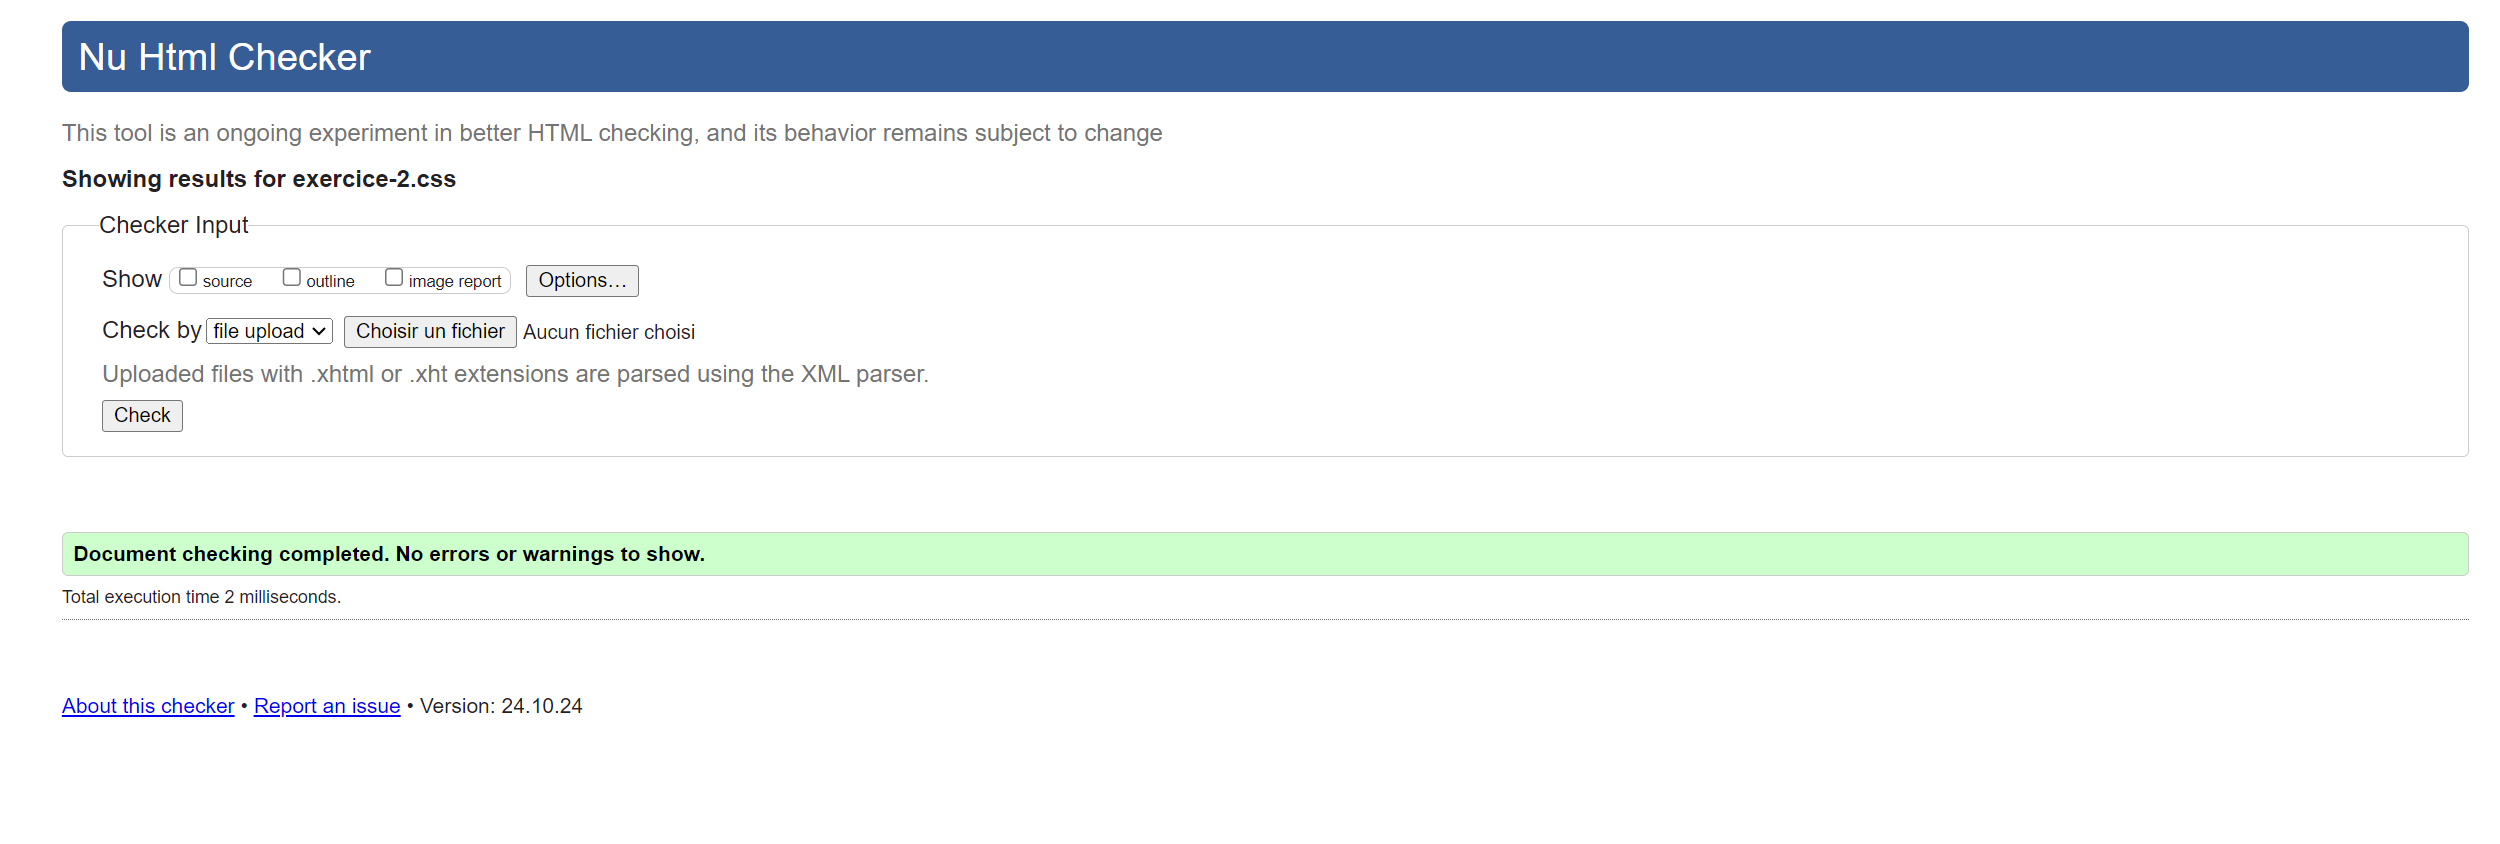 Nu Html Checker
This tool is an ongoing experiment in better HTML checking, and its behavior remains subject to change
Showing results for exercice-2.css
Checker Input
Show source outline image report Options...
Check by file upload Choisir un fichier Aucun fichier choisi
Uploaded files with .xhtml or .xht extensions are parsed using the XML parser.
Check
Document checking completed. No errors or warnings to show.
Total execution time 2 milliseconds.
About this checker • Report an issue • Version: 24.10.24